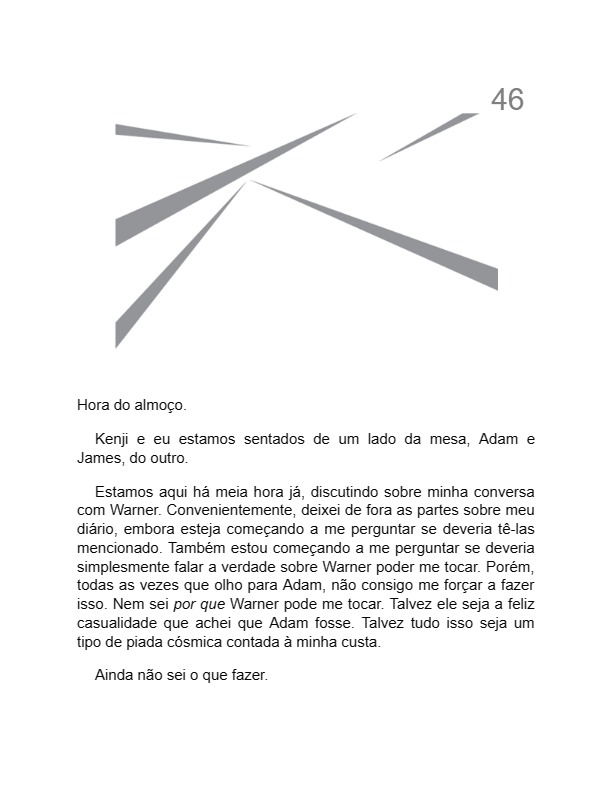 46
Hora do almoço.
Kenji e eu estamos sentados de um lado da mesa, Adam e
James, do outro.
Estamos aqui há meia hora já, discutindo sobre minha conversa
com Warner. Convenientemente, deixei de fora as partes sobre meu
diário, embora esteja começando a me perguntar se deveria tê-las
mencionado. Também estou começando a me perguntar se deveria
simplesmente falar a verdade sobre Warner poder me tocar. Porém,
todas as vezes que olho para Adam, não consigo me forçar a fazer
isso. Nem sei por que Warner pode me tocar. Talvez ele seja a feliz
casualidade que achei que Adam fosse. Talvez tudo isso seja um
tipo de piada cósmica contada à minha custa.
Ainda não sei o que fazer.